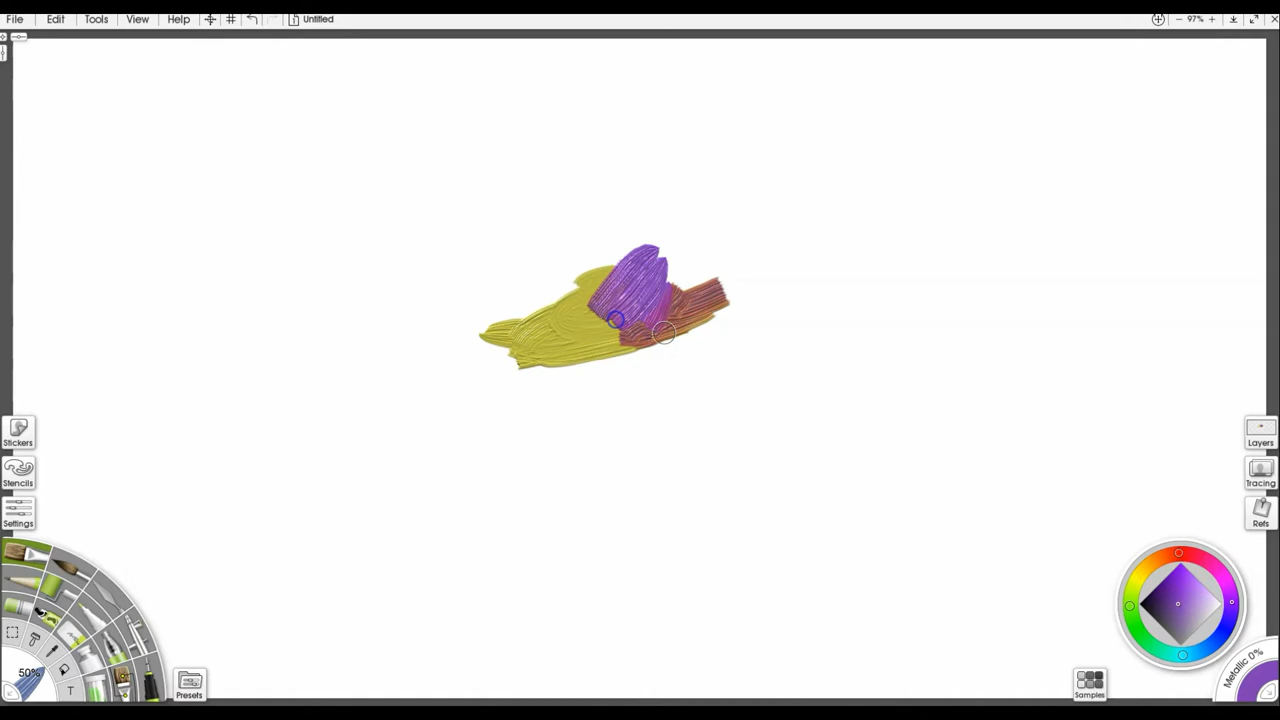 File Edit Tools View Help Untitled 97%
Stickers
Stencils
Settings
Layers
Tracing
Refs
50%
T
Presets
Samples
Metallic 0%